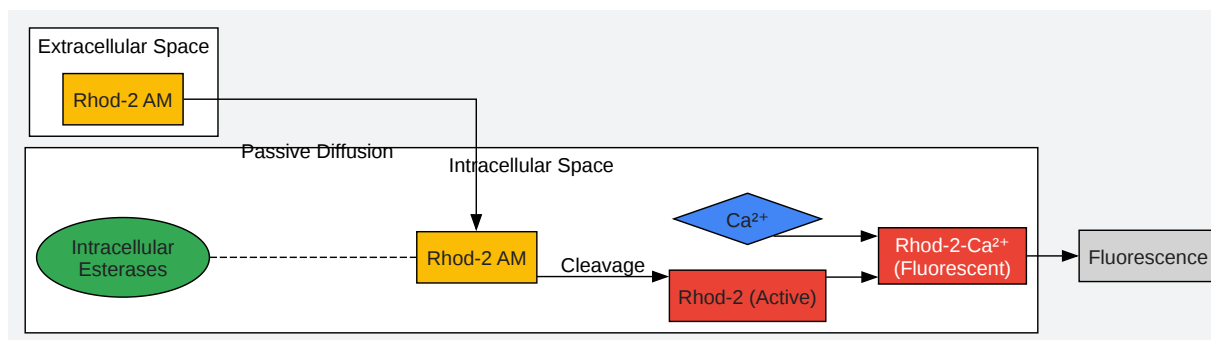 Extracellular Space
Rhod-2 AM
Passive Diffusion
Intracellular Space
Intracellular
Esterases
Rhod-2 AM
Cleavage
Ca²⁺
Rhod-2 (Active)
Rhod-2-Ca²⁺
(Fluorescent)
Fluorescence